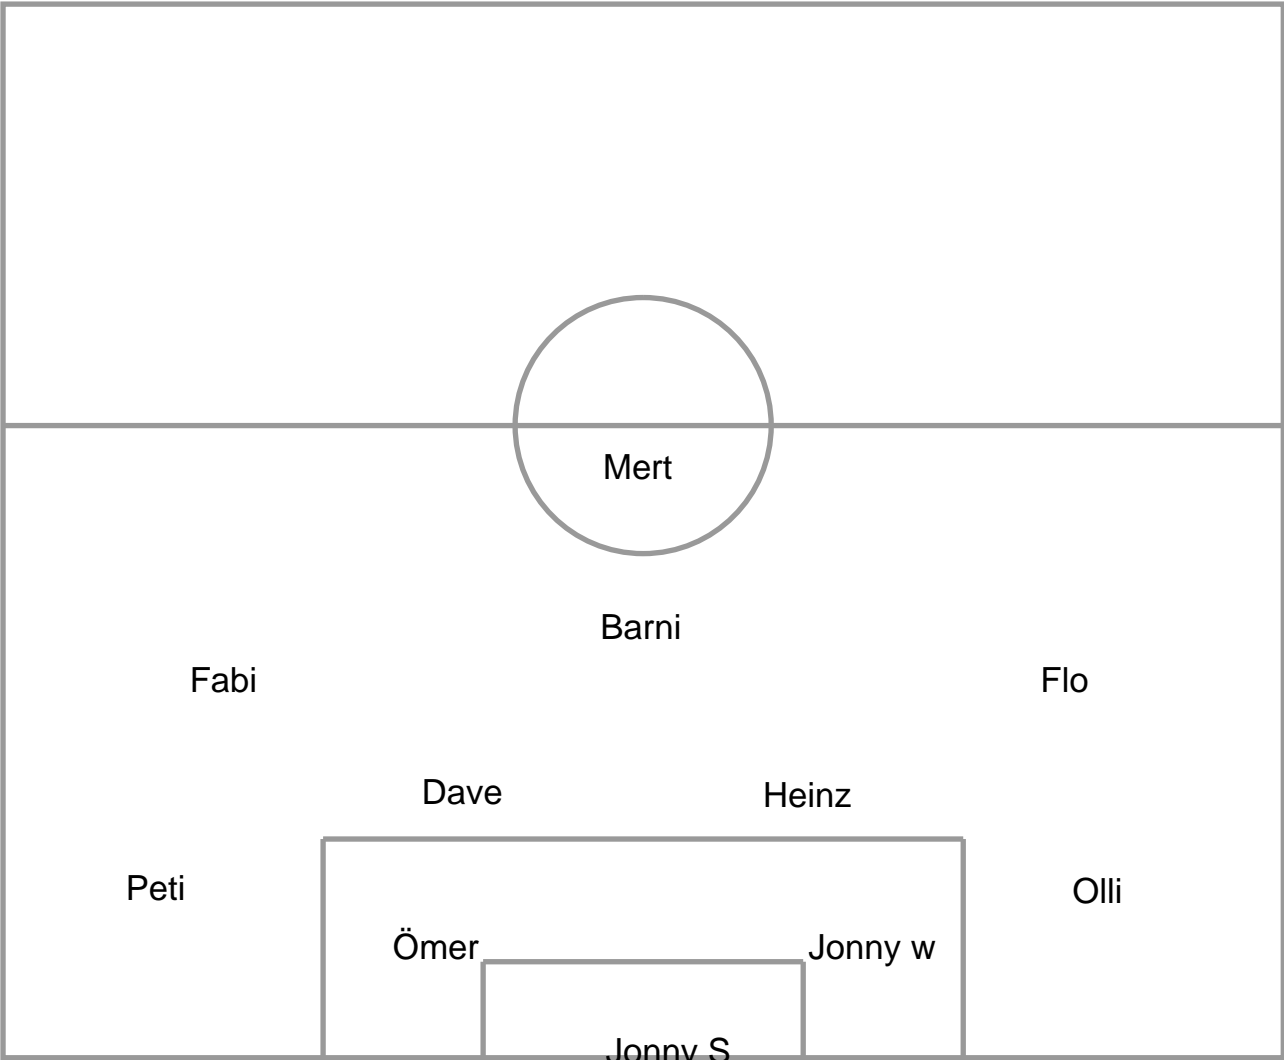 Mert
Barni
Fabi
Flo
Dave
Heinz
Peti
Olli
Ömer
Jonny w
Jonny S